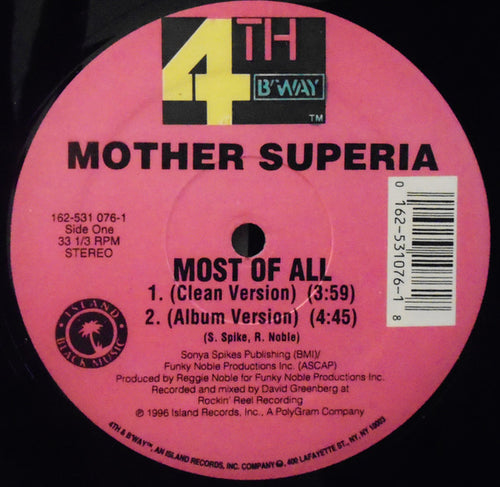 4TH
B'WAY
TM
MOTHER SUPERIA
162-531 076-1
Side One
33 1/3 RPM
STEREO
0 162-531076-1 8
MOST OF ALL
1. (Clean Version) (3:59)
2. (Album Version) (4:45)
(S. Spike, R. Noble)
ISLAND
BLACK MUSIC
Sonya Spikes Publishing (BMI)/
Funky Noble Productions Inc. (ASCAP)
Produced by Reggie Noble for Funky Noble Productions Inc.
Recorded and mixed by David Greenberg at
Rockin' Reel Recording
℗ 1996 Island Records, Inc., A PolyGram Company
4TH & B'WAY™, AN ISLAND RECORDS, INC. COMPANY ℗, 400 LAFAYETTE ST., NY, NY 10003